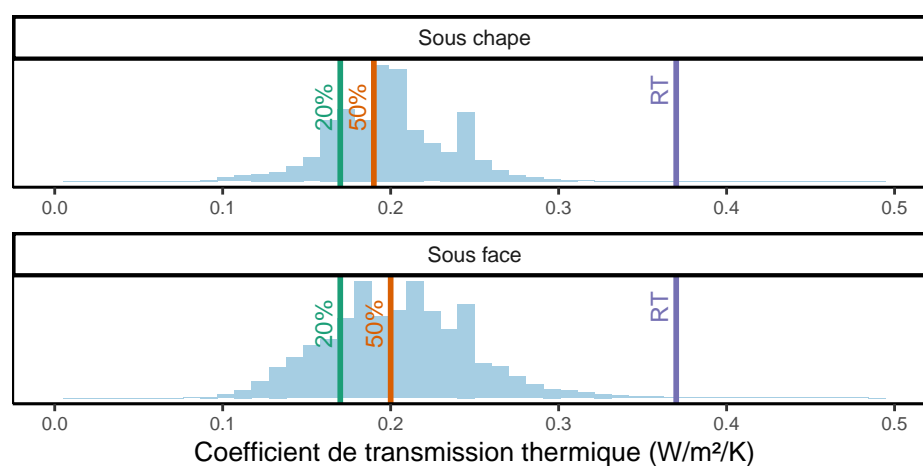 Sous chape
20%
50%
RT
0.0 0.1 0.2 0.3 0.4 0.5
Sous face
20%
50%
RT
0.0 0.1 0.2 0.3 0.4 0.5
Coefficient de transmission thermique (W/m²/K)